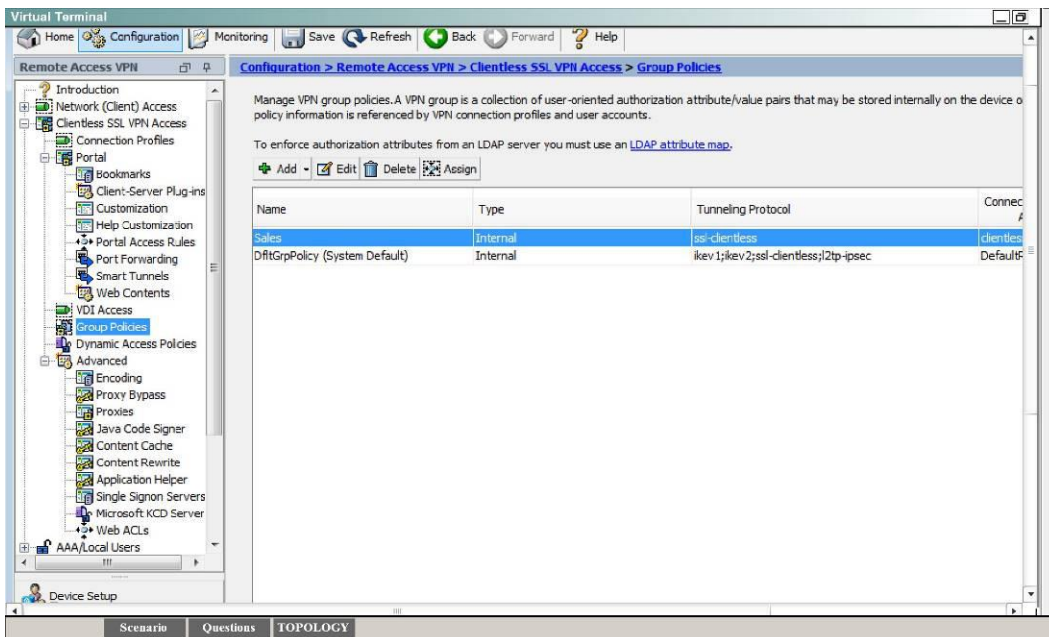 Virtual Terminal
Home Configuration Monitoring Save Refresh Back Forward Help
Remote Access VPN
Configuration > Remote Access VPN > Clientless SSL VPN Access > Group Policies
Introduction
Network (Client) Access
Clientless SSL VPN Access
Connection Profiles
Portal
Bookmarks
Client-Server Plug-ins
Customization
Help Customization
Portal Access Rules
Port Forwarding
Smart Tunnels
Web Contents
VDI Access
Group Policies
Dynamic Access Policies
Advanced
Encoding
Proxy Bypass
Proxies
Java Code Signer
Content Cache
Content Rewrite
Application Helper
Single Signon Servers
Microsoft KCD Server
Web ACLs
AAA/Local Users
Device Setup
Manage VPN group policies. A VPN group is a collection of user-oriented authorization attribute/value pairs that may be stored internally on the device o
policy information is referenced by VPN connection profiles and user accounts.
To enforce authorization attributes from an LDAP server you must use an LDAP attribute map.
Add Edit Delete Assign
Name Type Tunneling Protocol Connec
Sales Internal ssl-clientless clientles
DfltGrpPolicy (System Default) Internal ikev1;ikev2;ssl-clientless;l2tp-ipsec
Scenario Questions TOPOLOGY